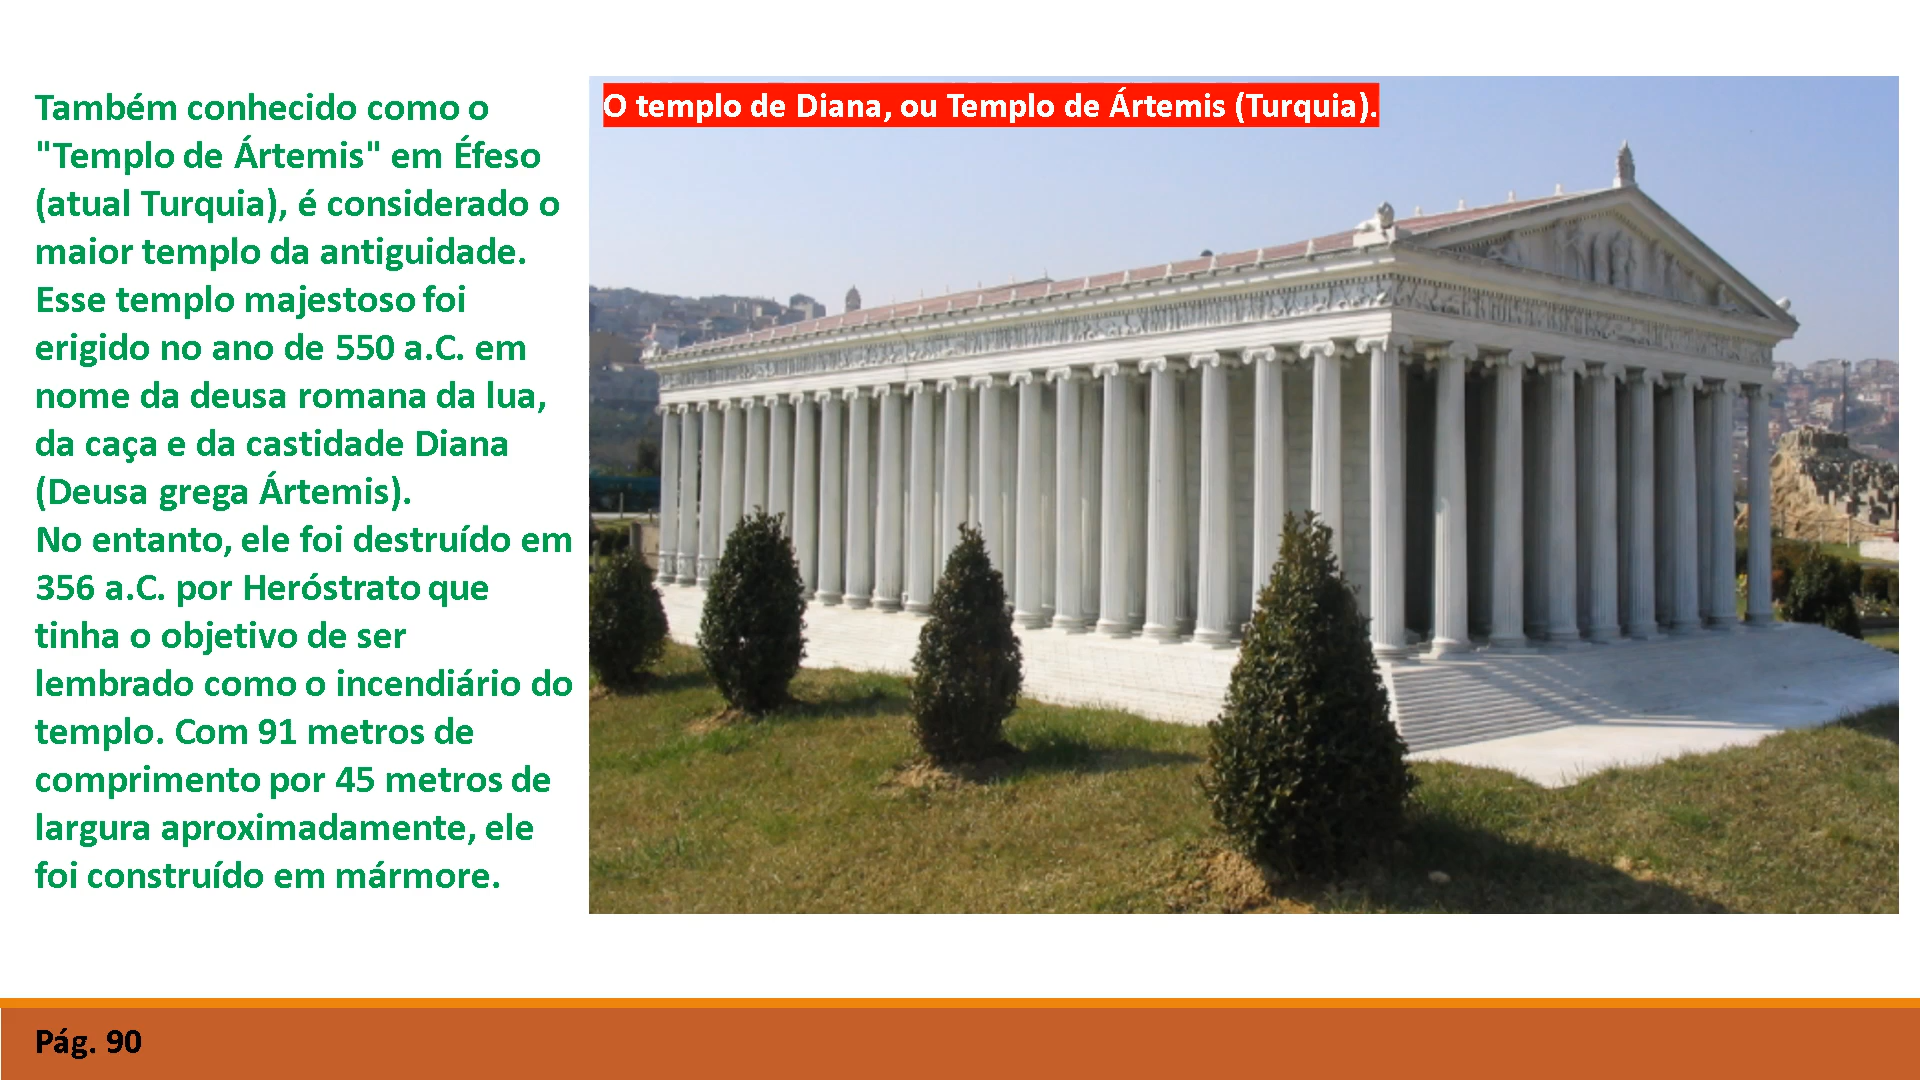 Também conhecido como o
"Templo de Ártemis" em Éfeso
(atual Turquia), é considerado o
maior templo da antiguidade.
Esse templo majestoso foi
erigido no ano de 550 a.C. em
nome da deusa romana da lua,
da caça e da castidade Diana
(Deusa grega Ártemis).
No entanto, ele foi destruído em
356 a.C. por Heróstrato que
tinha o objetivo de ser
lembrado como o incendiário do
templo. Com 91 metros de
comprimento por 45 metros de
largura aproximadamente, ele
foi construído em mármore.
O templo de Diana, ou Templo de Ártemis (Turquia).
Pág. 90